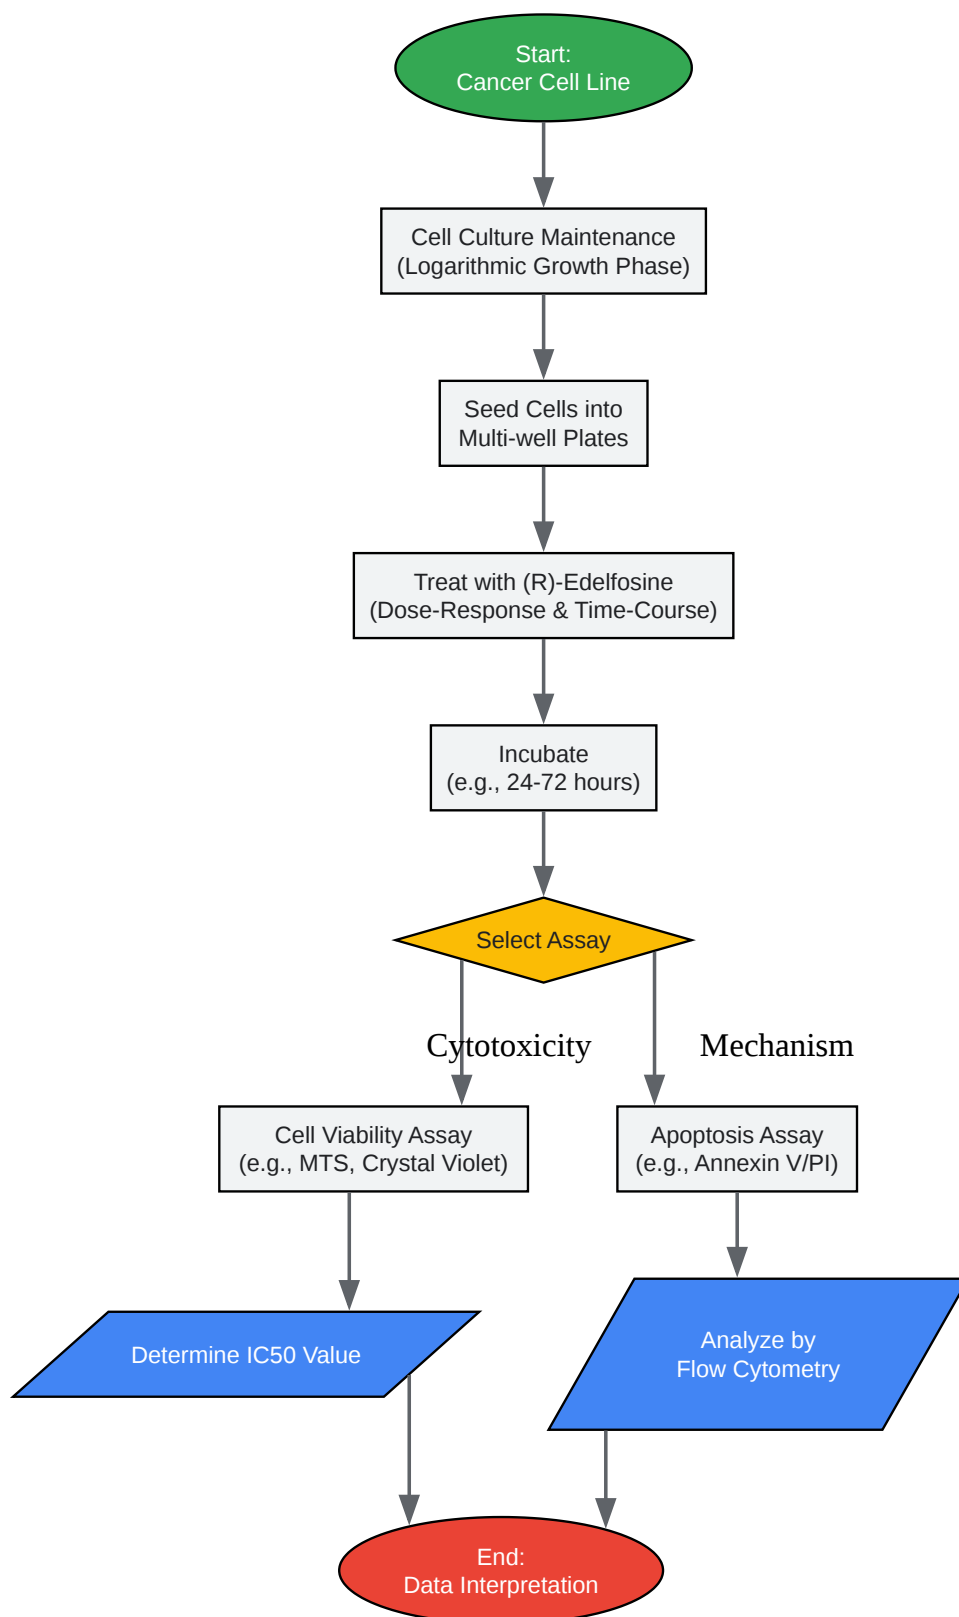 Start:
Cancer Cell Line
Cell Culture Maintenance
(Logarithmic Growth Phase)
Seed Cells into
Multi-well Plates
Treat with (R)-Edelfosine
(Dose-Response & Time-Course)
Incubate
(e.g., 24-72 hours)
Select Assay
Cytotoxicity
Mechanism
Cell Viability Assay
(e.g., MTS, Crystal Violet)
Apoptosis Assay
(e.g., Annexin V/PI)
Determine IC50 Value
Analyze by
Flow Cytometry
End:
Data Interpretation